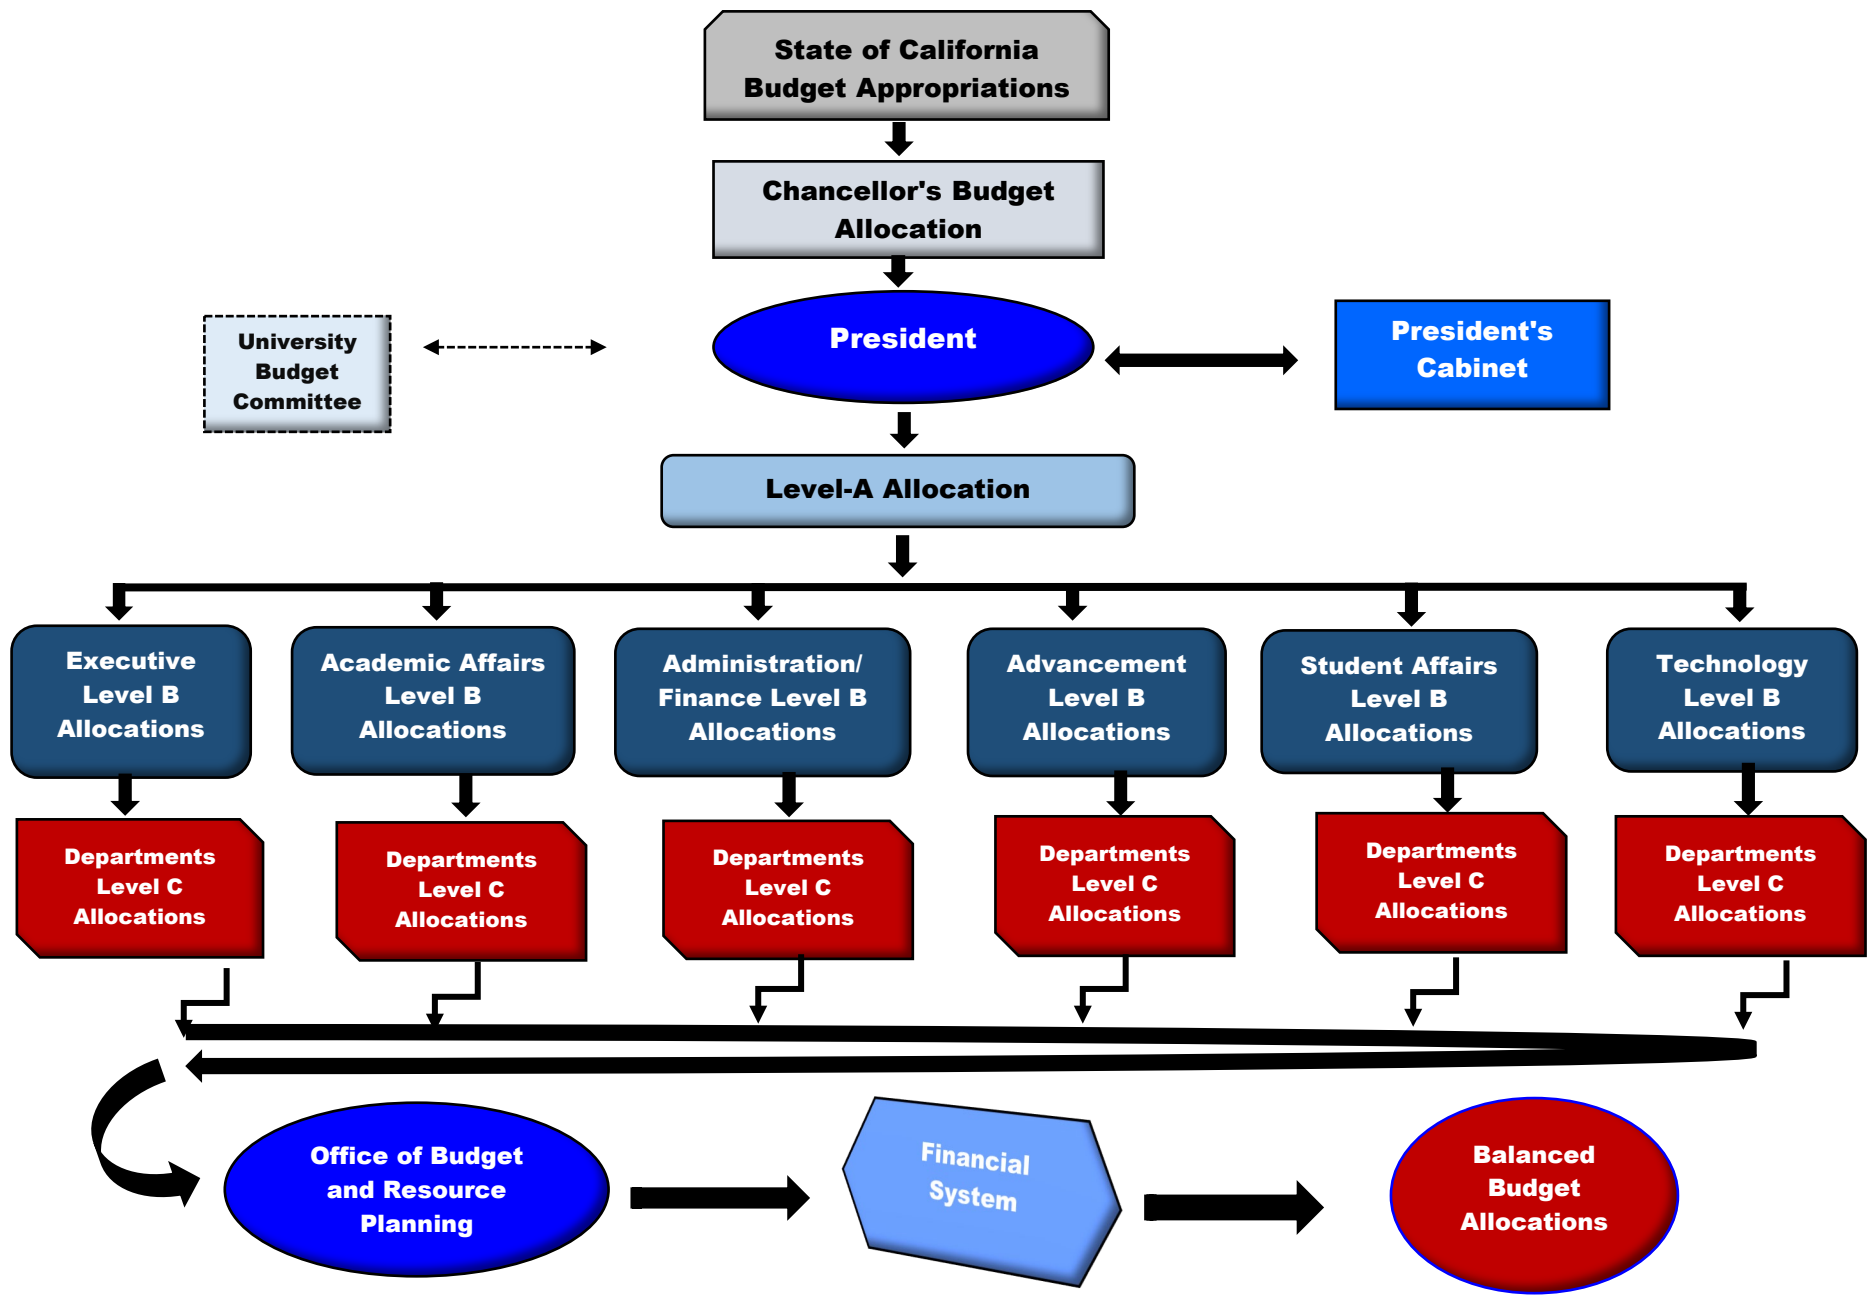 State of California
Budget Appropriations
Chancellor's Budget
Allocation
University
Budget
Committee
President
President's
Cabinet
Level-A Allocation
Executive
Level B
Allocations
Academic Affairs
Level B
Allocations
Administration/
Finance Level B
Allocations
Advancement
Level B
Allocations
Student Affairs
Level B
Allocations
Technology
Level B
Allocations
Departments
Level C
Allocations
Departments
Level C
Allocations
Departments
Level C
Allocations
Departments
Level C
Allocations
Departments
Level C
Allocations
Departments
Level C
Allocations
Office of Budget
and Resource
Planning
Financial
System
Balanced
Budget
Allocations